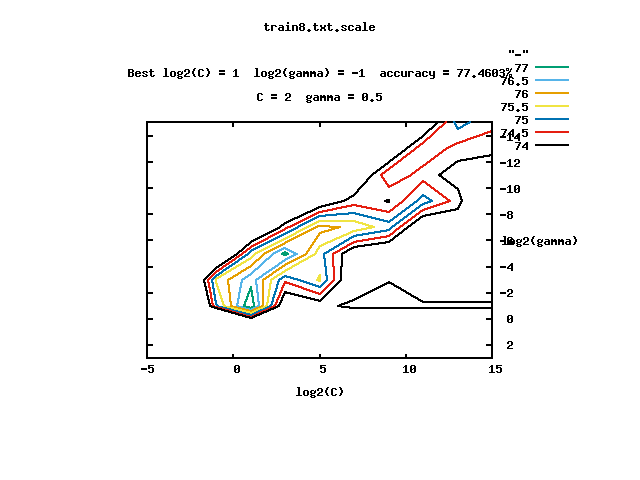 train8.txt.scale
"-"
Best log2(C) = 1 log2(gamma) = -1 accuracy = 77.4603%
C = 2 gamma = 0.5
77
76.5
76
75.5
75
74.5
74
-14
-12
-10
-8
-6
-4
-2
0
2
log2(gamma)
-5 0 5 10 15
log2(C)